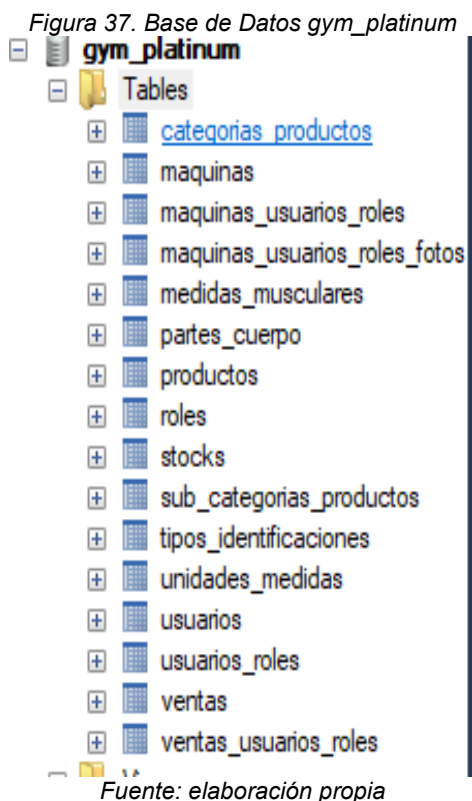 Figura 37. Base de Datos gym_platinum
gym_platinum
Tables
categorias_productos
maquinas
maquinas_usuarios_roles
maquinas_usuarios_roles_fotos
medidas_musculares
partes_cuerpo
productos
roles
stocks
sub_categorias_productos
tipos_identificaciones
unidades_medidas
usuarios
usuarios_roles
ventas
ventas_usuarios_roles
Fuente: elaboración propia